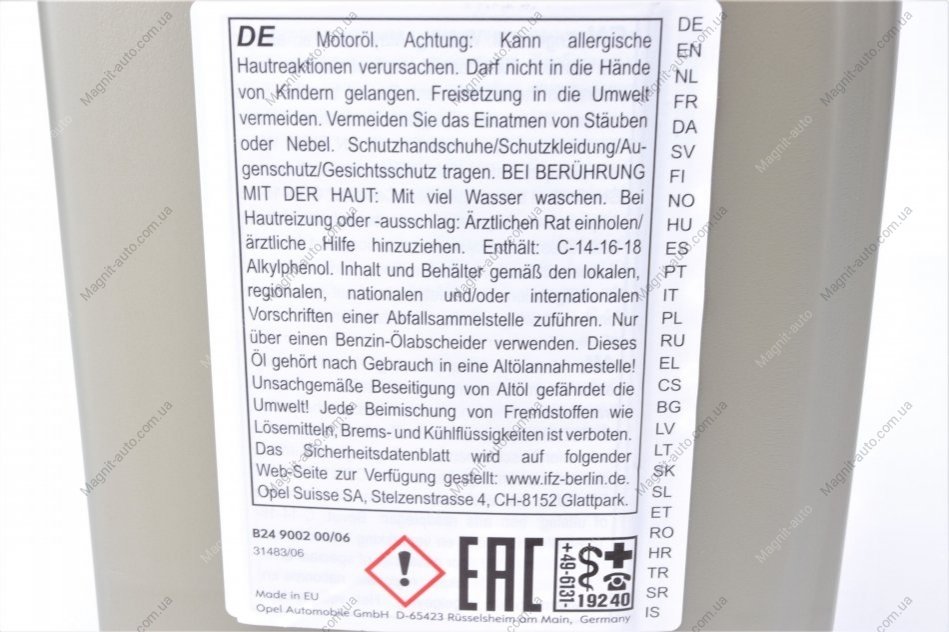 DE Motoröl. Achtung: Kann allergische
Hautreaktionen verursachen. Darf nicht in die Hände
von Kindern gelangen. Freisetzung in die Umwelt
vermeiden. Vermeiden Sie das Einatmen von Stäuben
oder Nebel. Schutzhandschuhe/Schutzkleidung/Au-
genschutz/Gesichtsschutz tragen. BEI BERÜHRUNG
MIT DER HAUT: Mit viel Wasser waschen. Bei
Hautreizung oder -ausschlag: Ärztlichen Rat einholen/
ärztliche Hilfe hinzuziehen. Enthält: C-14-16-18
Alkylphenol. Inhalt und Behälter gemäß den lokalen,
regionalen, nationalen und/oder internationalen
Vorschriften einer Abfallsammelstelle zuführen. Nur
über einen Benzin-Ölabscheider verwenden. Dieses
Öl gehört nach Gebrauch in eine Altölannahmestelle!
Unsachgemäße Beseitigung von Altöl gefährdet die
Umwelt! Jede Beimischung von Fremdstoffen wie
Lösemitteln, Brems- und Kühlflüssigkeiten ist verboten.
Das Sicherheitsdatenblatt wird auf folgender
Web-Seite zur Verfügung gestellt: www.ifz-berlin.de.
Opel Suisse SA, Stelzenstrasse 4, CH-8152 Glattpark.
DE
EN
NL
FR
DA
SV
FI
NO
HU
ES
PT
IT
PL
RU
EL
CS
BG
LV
LT
SK
SL
ET
RO
HR
TR
SR
IS
B24 9002 00/06
31483/06
Made in EU
Opel Automobile GmbH D-65423 Rüsselsheim am Main, Germany
EAC
+49-6131-
19240
Magnit-auto.com.ua